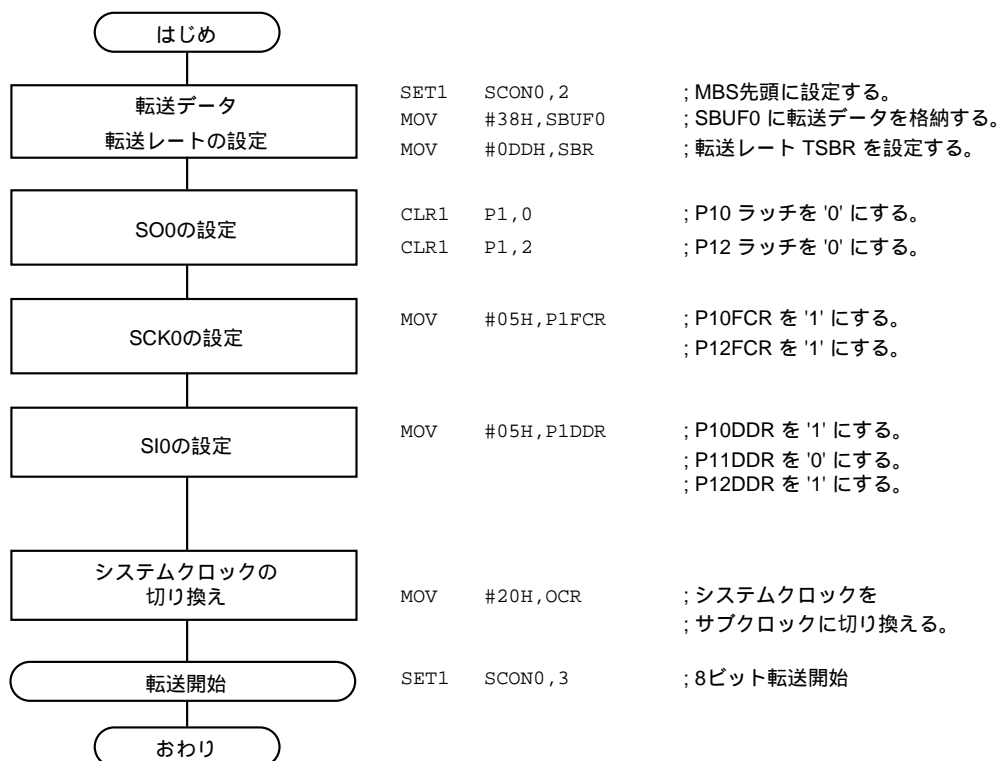 はじめ
転送データ
転送レートの設定
SET1 SCON0,2 ; MBS先頭に設定する。
MOV #38H,SBUF0 ; SBUF0 に転送データを格納する。
MOV #0DDH,SBR ; 転送レート TSBR を設定する。
SO0の設定
CLR1 P1,0 ; P10 ラッチを '0' にする。
CLR1 P1,2 ; P12 ラッチを '0' にする。
SCK0の設定
MOV #05H,P1FCR ; P10FCR を '1' にする。
; P12FCR を '1' にする。
SI0の設定
MOV #05H,P1DDR ; P10DDR を '1' にする。
; P11DDR を '0' にする。
; P12DDR を '1' にする。
システムクロックの
切り換え
MOV #20H,OCR ; システムクロックを
; サブクロックに切り換える。
転送開始
SET1 SCON0,3 ; 8ビット転送開始
おわり